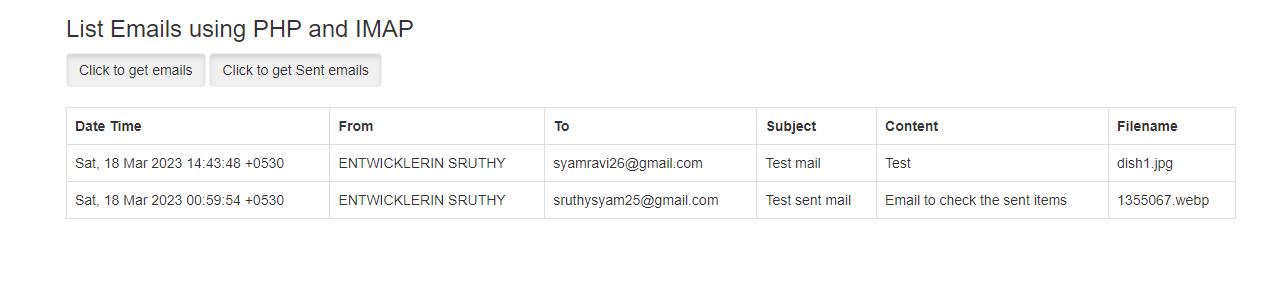 List Emails using PHP and IMAP
Click to get emails Click to get Sent emails
Date Time From To Subject Content Filename
Sat, 18 Mar 2023 14:43:48 +0530 ENTWICKLERIN SRUTHY syamravi26@gmail.com Test mail Test dish1.jpg
Sat, 18 Mar 2023 00:59:54 +0530 ENTWICKLERIN SRUTHY sruthysyam25@gmail.com Test sent mail Email to check the sent items 1355067.webp